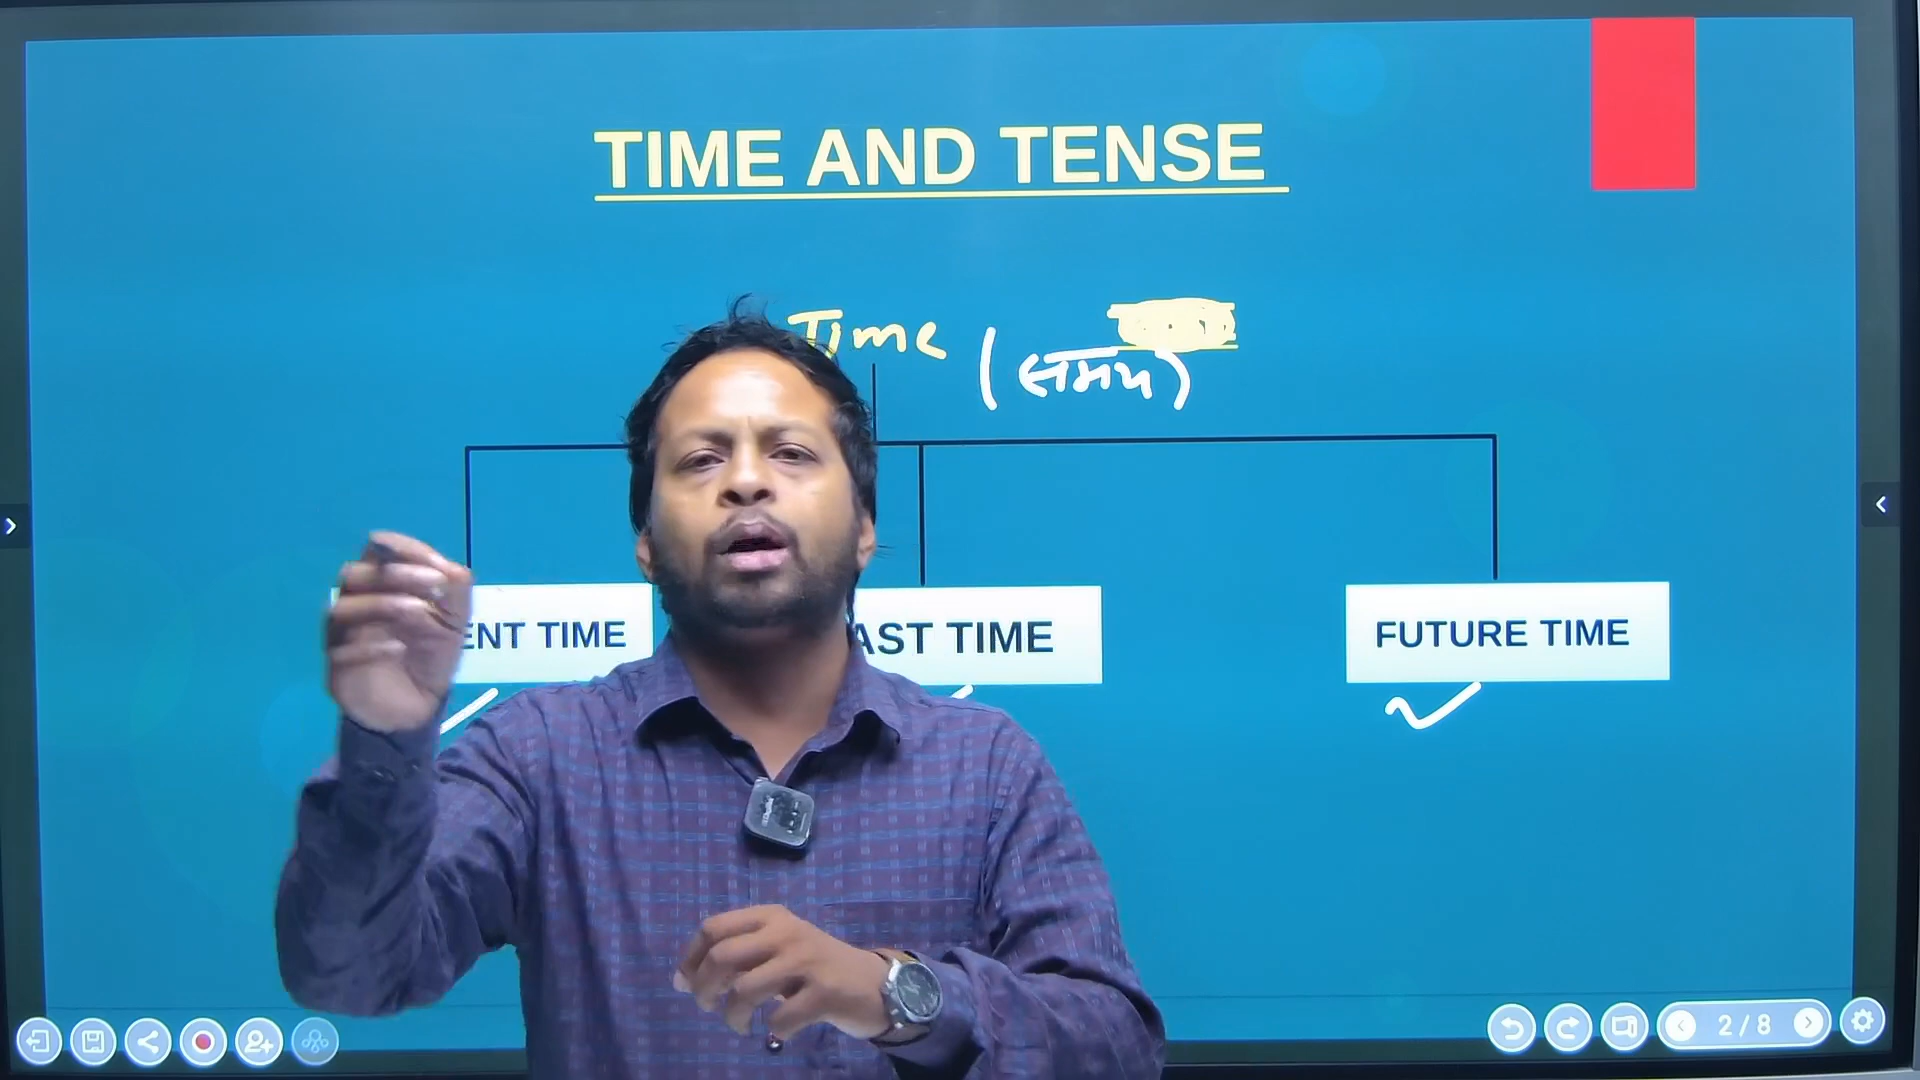 TIME AND TENSE
Time (समय)
ENT TIME
AST TIME
FUTURE TIME
2/8